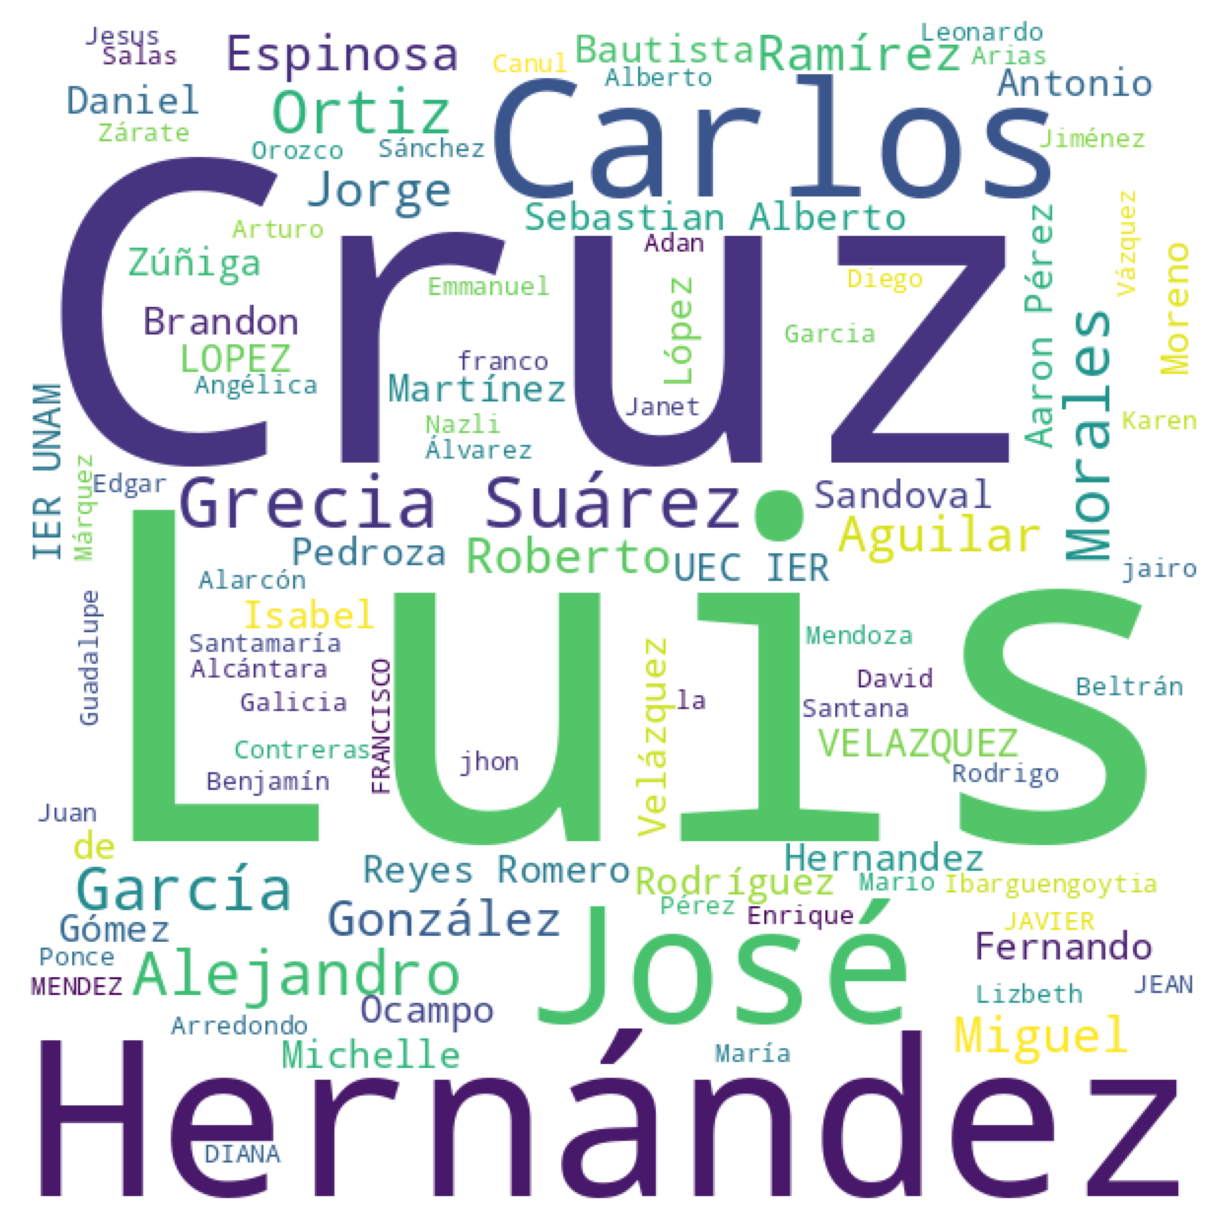 Jesus
Salas
Espinosa
Canul
Bautista
Ramírez
Leonardo
Arias
Daniel
Ortiz
Alberto
Antonio
Zárate
Orozco
Sánchez
Carlos
Jiménez
Jorge
Sebastian Alberto
Arturo
Zúñiga
Cruz
Adan
Emmanuel
Diego
Aaron Pérez
Vázquez
Moreno
Brandon
LOPEZ
López
Garcia
Morales
franco
Angélica
Martínez
Janet
Nazli
Álvarez
Karen
IER UNAM
Márquez
Edgar
Grecia Suárez
Sandoval
Aguilar
Pedroza
Roberto
UEC IER
jairo
Alarcón
Isabel
Luis
Guadalupe
Santamaría
Alcántara
Galicia
FRANCISCO
Velázquez
la
Mendoza
David
Santana
Beltrán
Contreras
Benjamín
jhon
VELAZQUEZ
Rodrigo
Juan
de
Reyes Romero
Hernandez
García
Rodríguez
Mario
Ibarguengoytia
Gómez
González
Pérez
Enrique
JAVIER
Ponce
Alejandro
José
Fernando
MENDEZ
Ocampo
Lizbeth
JEAN
Arredondo
Michelle
María
Miguel
Hernández
DIANA